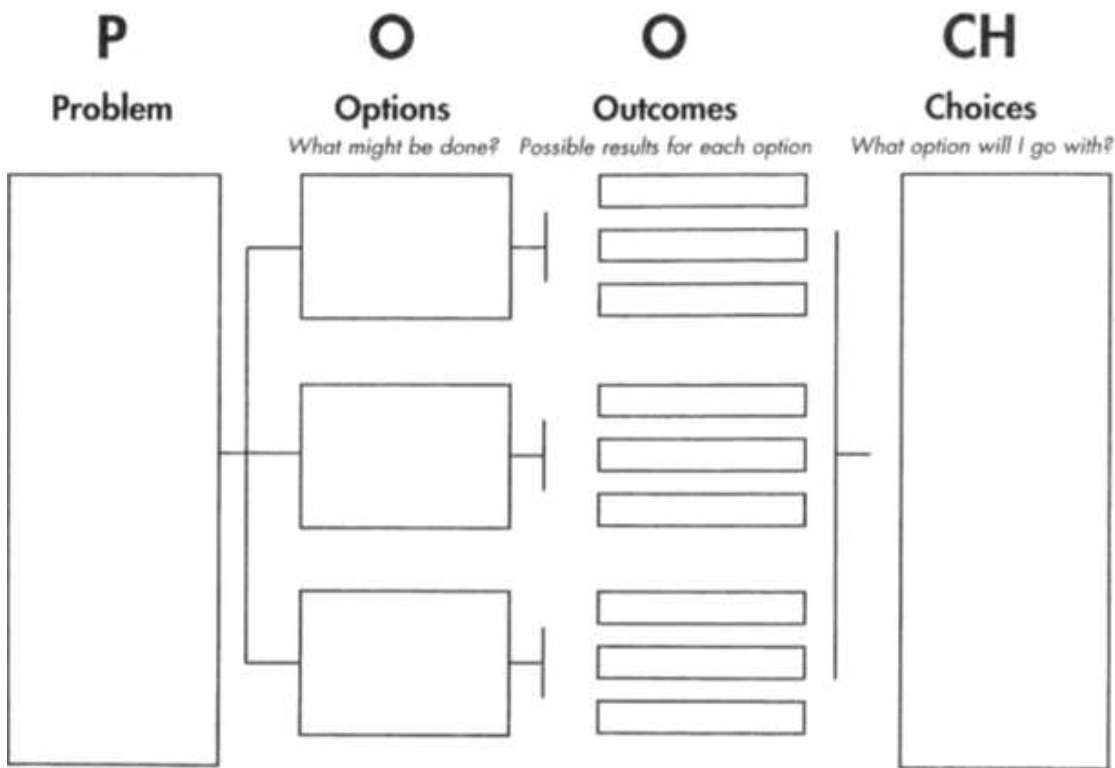 P O O CH
Problem Options Outcomes Choices
What might be done? Possible results for each option What option will I go with?